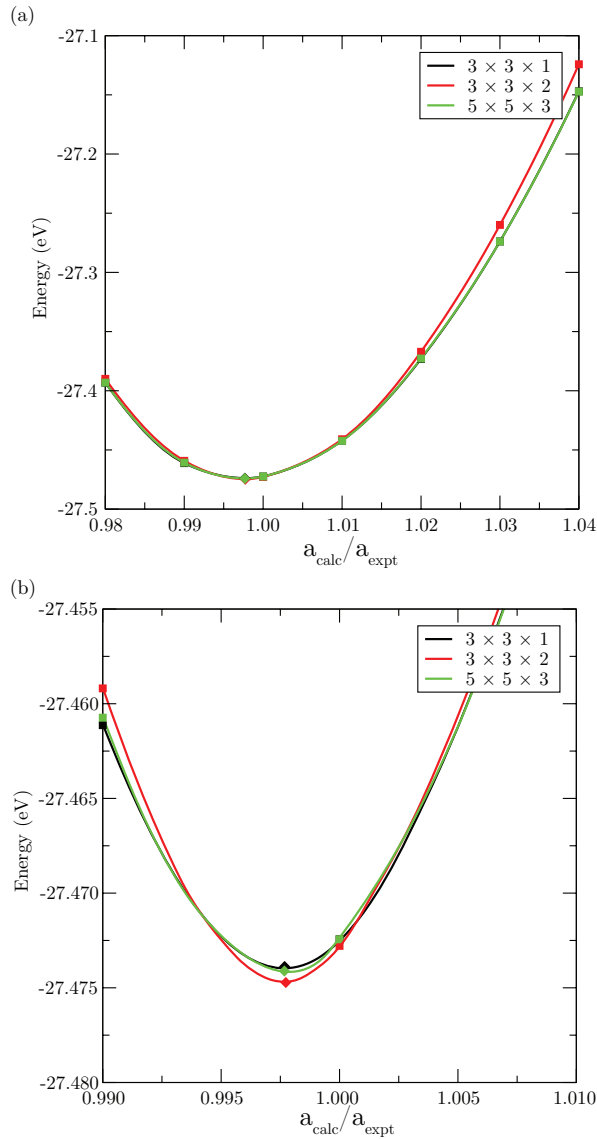 (a)
-27.1
3 × 3 × 1
3 × 3 × 2
5 × 5 × 3
-27.2
Energy (eV)
-27.3
-27.4
-27.5
0.98 0.99 1.00 1.01 1.02 1.03 1.04
a_calc/a_expt
(b)
-27.455
3 × 3 × 1
3 × 3 × 2
5 × 5 × 3
-27.460
-27.465
Energy (eV)
-27.470
-27.475
-27.480
0.990 0.995 1.000 1.005 1.010
a_calc/a_expt